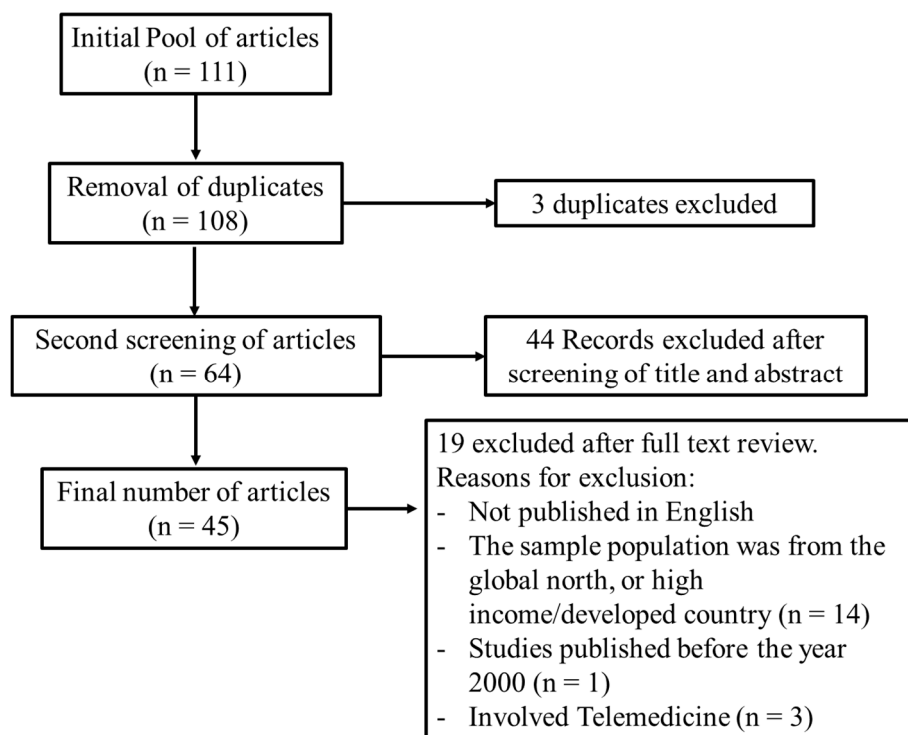 Initial Pool of articles
(n = 111)
Removal of duplicates
(n = 108)
3 duplicates excluded
Second screening of articles
(n = 64)
44 Records excluded after
screening of title and abstract
Final number of articles
(n = 45)
19 excluded after full text review.
Reasons for exclusion:
- Not published in English
- The sample population was from the
global north, or high
income/developed country (n = 14)
- Studies published before the year
2000 (n = 1)
- Involved Telemedicine (n = 3)